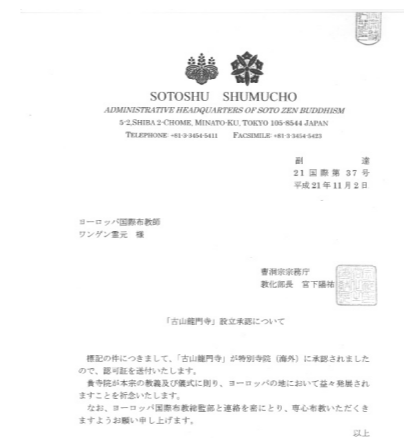 SOTOSHU SHUMUCHO
ADMINISTRATIVE HEADQUARTERS OF SOTO ZEN BUDDHISM
5-2,SHIBA 2-CHOME, MINATO-KU, TOKYO 105-8544 JAPAN
TELEPHONE +81-3-3454-5411 FACSIMILE +81-3-3454-5423
副達
21国際第37号
平成21年11月2日
ヨーロッパ国際布教師
ワンゲン霊元 様
曹洞宗宗務庁
教化部長 宮下陽祐
「古山龍門寺」設立承認について
標記の件につきまして、「古山龍門寺」が特別寺院（海外）に承認されました
ので、認可証を送付いたします。
貴寺院が本宗の教義及び儀式に則り、ヨーロッパの地において益々発展され
ますことを祈念いたします。
なお、ヨーロッパ国際布教総監部と連絡を密にとり、専心布教いただくき
ますようお願い申し上げます。
以上